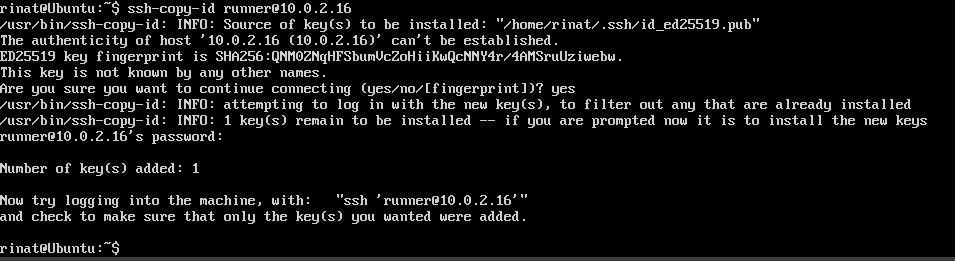 rinat@Ubuntu:~$ ssh-copy-id runner@10.0.2.16
/usr/bin/ssh-copy-id: INFO: Source of key(s) to be installed: "/home/rinat/.ssh/id_ed25519.pub"
The authenticity of host '10.0.2.16 (10.0.2.16)' can't be established.
ED25519 key fingerprint is SHA256:QNM02NqHFSbumVcZoHiiKwQcNNY4r/4AMSruUziwebw.
This key is not known by any other names.
Are you sure you want to continue connecting (yes/no/[fingerprint])? yes
/usr/bin/ssh-copy-id: INFO: attempting to log in with the new key(s), to filter out any that are already installed
/usr/bin/ssh-copy-id: INFO: 1 key(s) remain to be installed -- if you are prompted now it is to install the new keys
runner@10.0.2.16's password:
Number of key(s) added: 1
Now try logging into the machine, with:   "ssh 'runner@10.0.2.16'"
and check to make sure that only the key(s) you wanted were added.
rinat@Ubuntu:~$